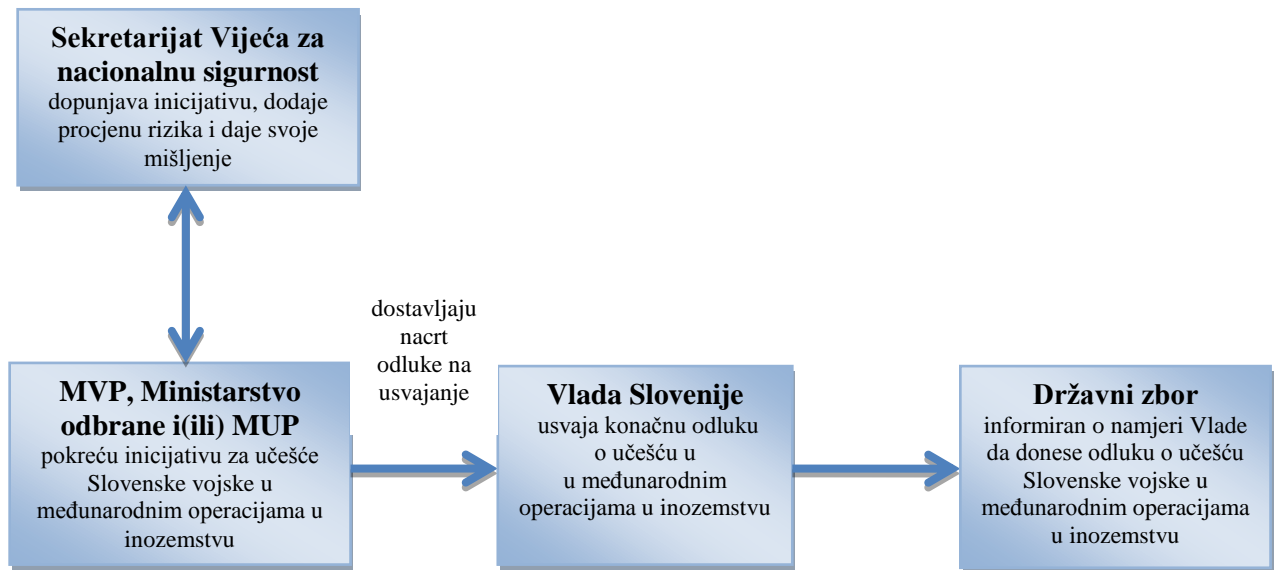 Sekretarijat Vijeća za
nacionalnu sigurnost
dopunjava inicijativu, dodaje
procjenu rizika i daje svoje
mišljenje
MVP, Ministarstvo
odbrane i(ili) MUP
pokreću inicijativu za učešće
Slovenske vojske u
međunarodnim operacijama u
inozemstvu
dostavljaju
nacrt
odluke na
usvajanje
Vlada Slovenije
usvaja konačnu odluku
o učešću u
u međunarodnim
operacijama u inozemstvu
Državni zbor
informiran o namjeri Vlade
da donese odluku o učešću
Slovenske vojske u
međunarodnim operacijama
u inozemstvu